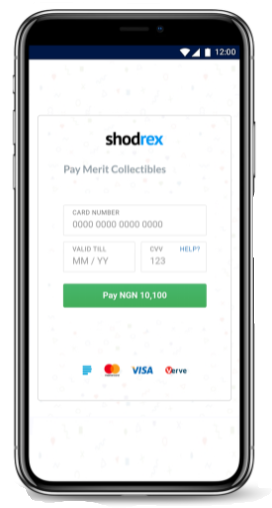 12:00
shodrex
Pay Merit Collectibles
CARD NUMBER
0000 0000 0000 0000
VALID TILL
MM / YY
CVV HELP?
123
Pay NGN 10,100
VISA
Verve